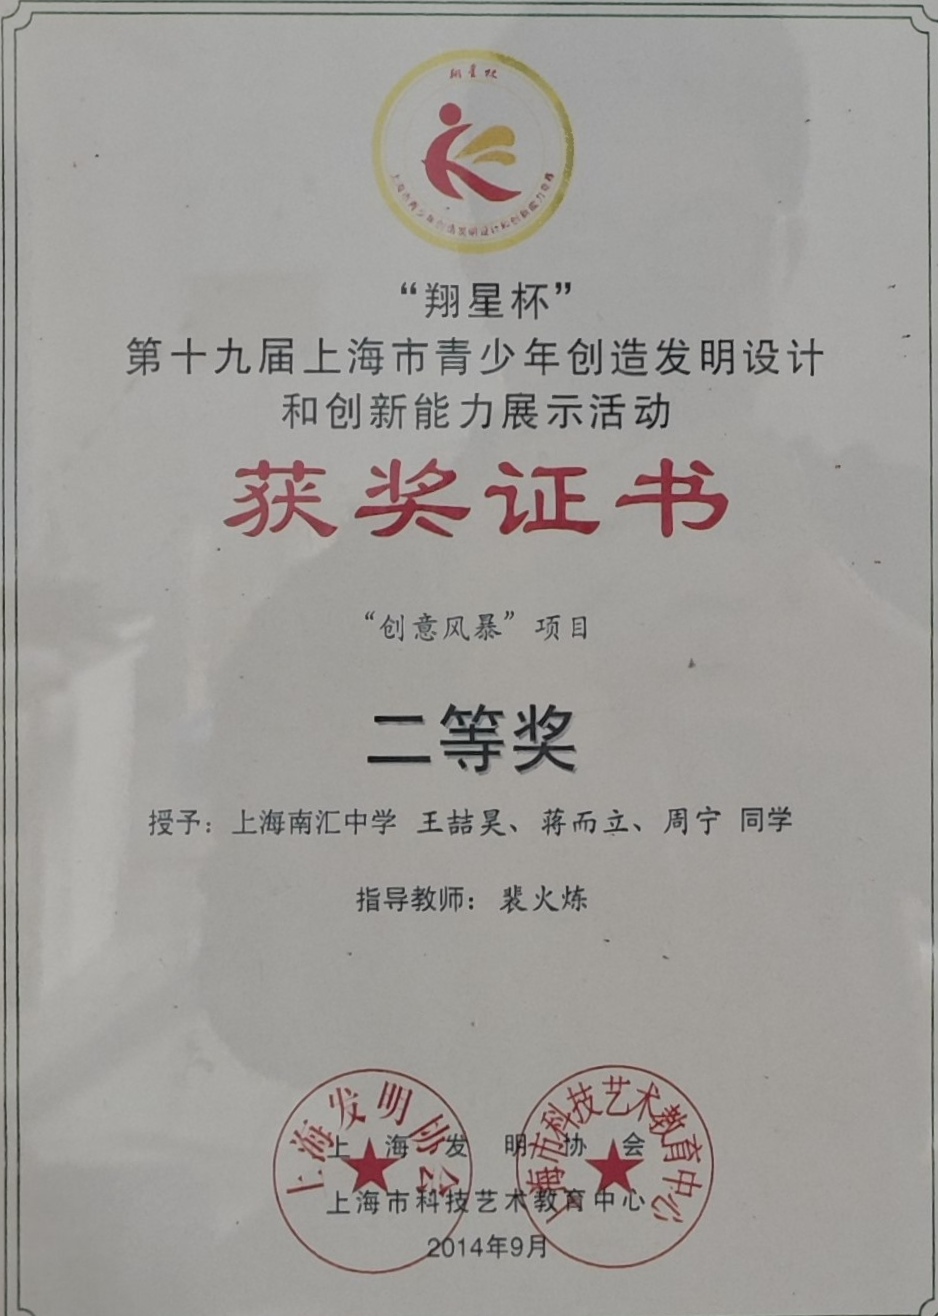 翔星杯
上海市青少年创造发明设计和创新能力竞赛
“翔星杯”
第十九届上海市青少年创造发明设计
和创新能力展示活动
获奖证书
“创意风暴”项目
二等奖
授予：上海南汇中学 王喆昊、蒋而立、周宁 同学
指导教师：裴火炼
上海发明协会
上海市科技艺术教育中心
上海发明协会
上海市科技艺术教育中心
2014年9月